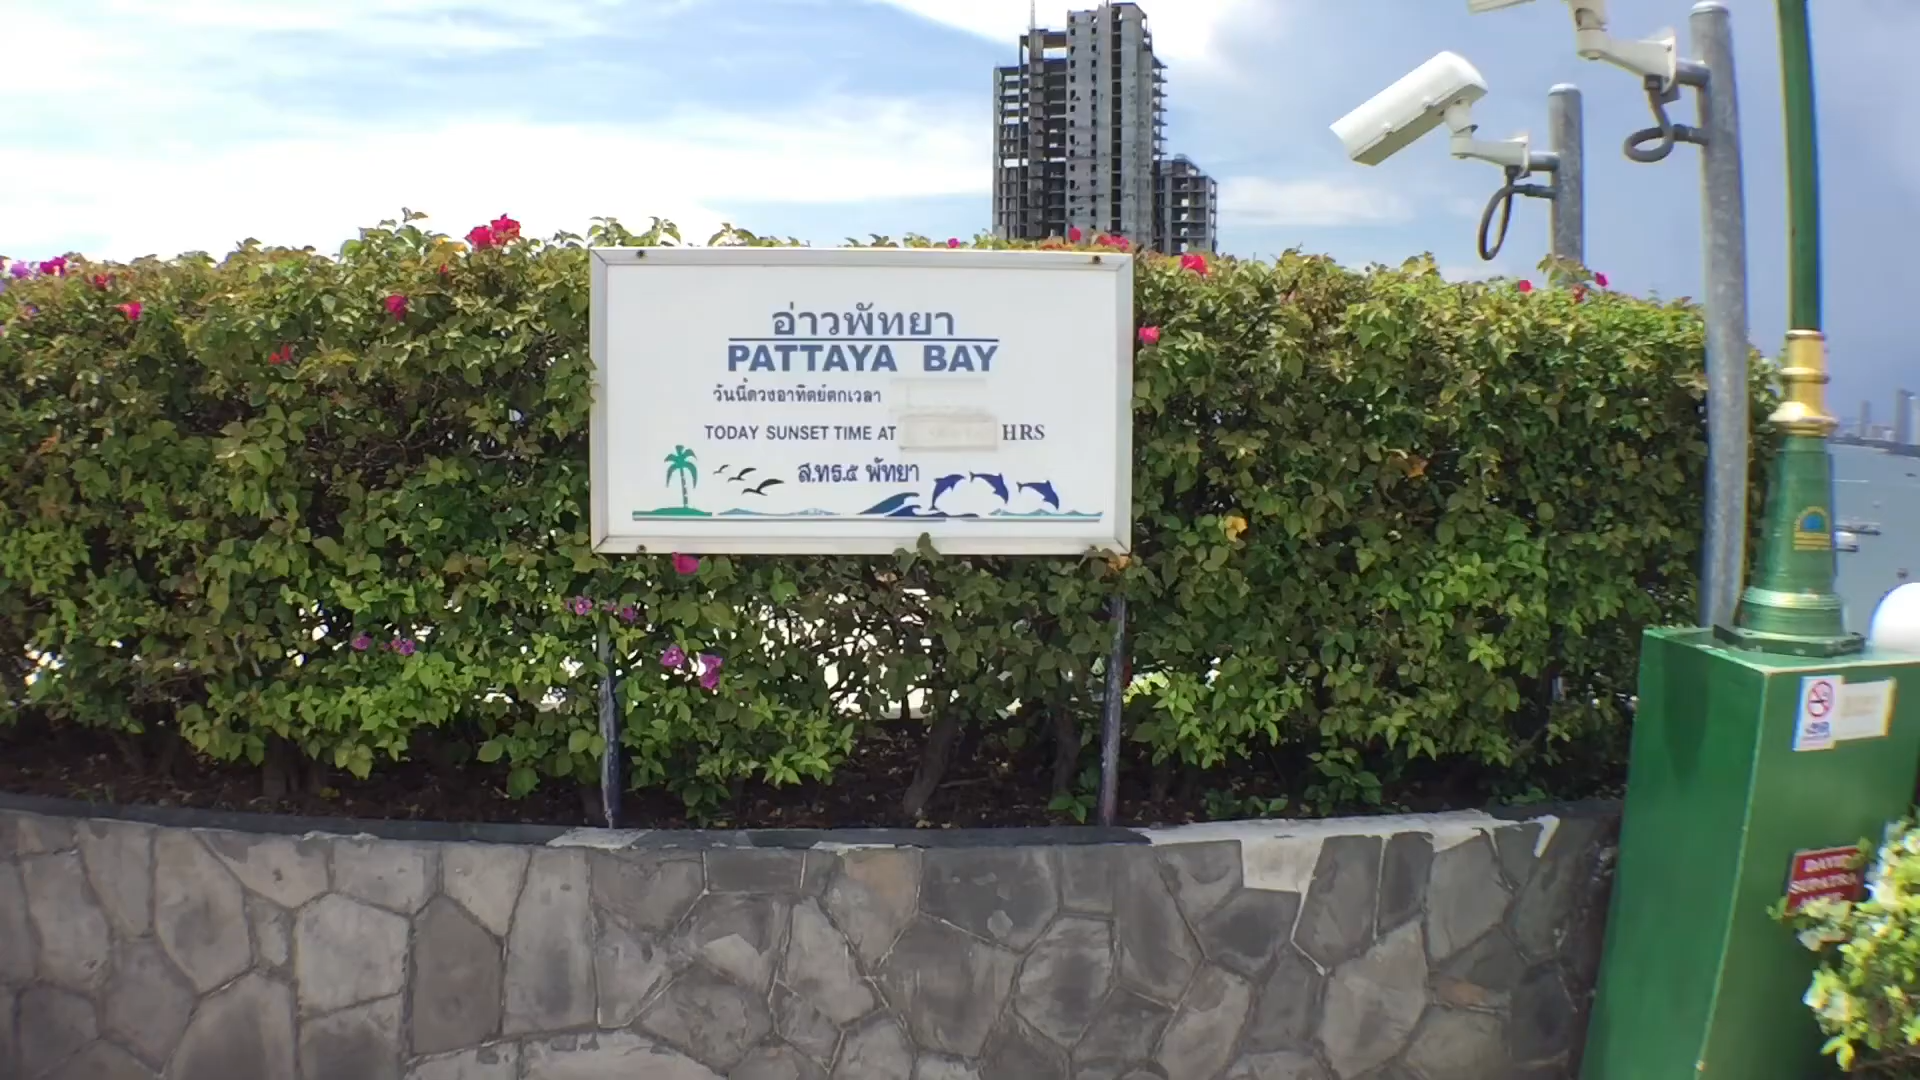 อ่าวพัทยา
PATTAYA BAY
วันนี้ดวงอาทิตย์ตกเวลา
TODAY SUNSET TIME AT HRS
ส.ทร.๕ พัทยา